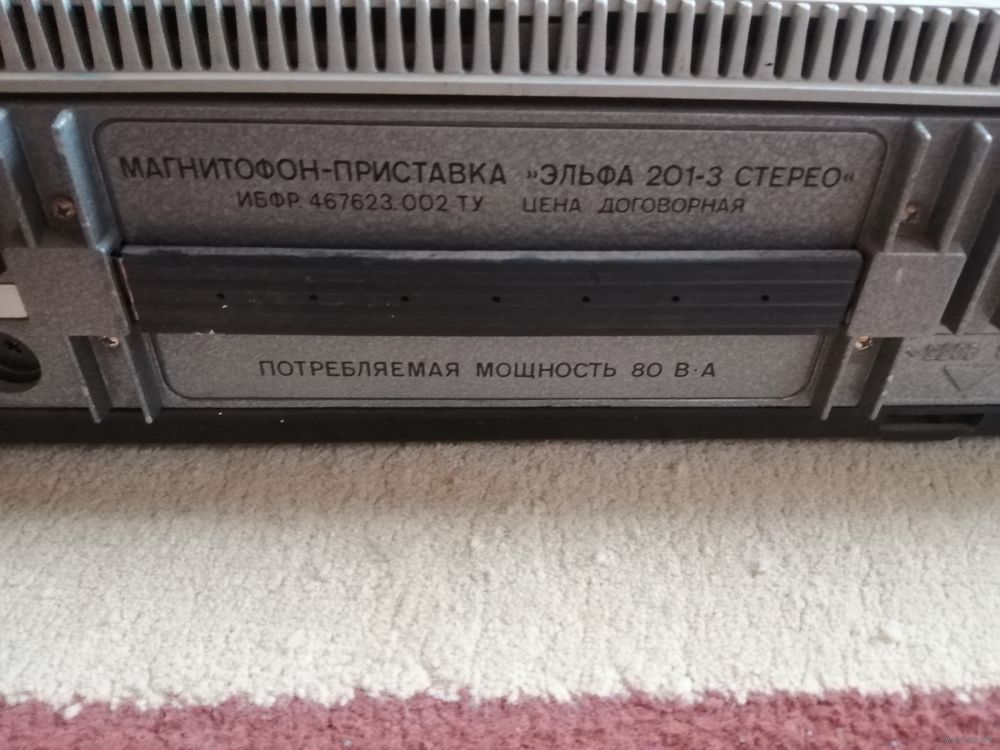 МАГНИТОФОН-ПРИСТАВКА »ЭЛЬФА 201-3 СТЕРЕО«
ИБФР 467623.002 ТУ ЦЕНА ДОГОВОРНАЯ
ПОТРЕБЛЯЕМАЯ МОЩНОСТЬ 80 В·А